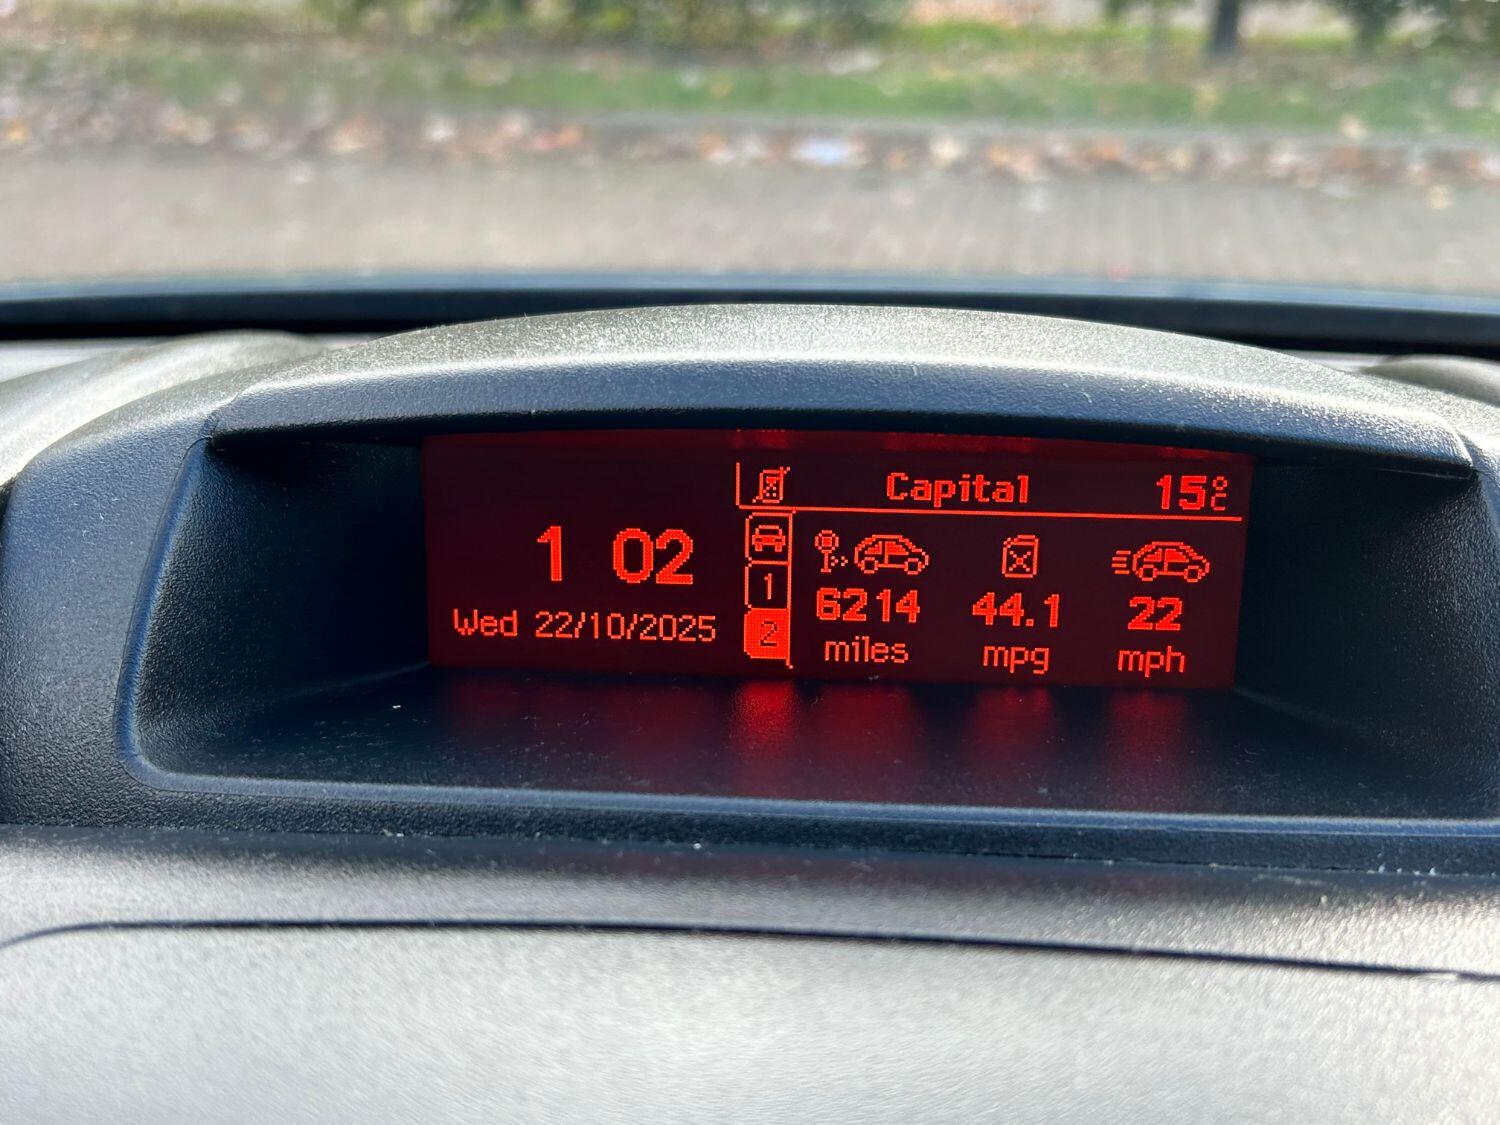 1 02
Wed 22/10/2025
Capital 15°C
1
2
6214 44.1 22
miles mpg mph